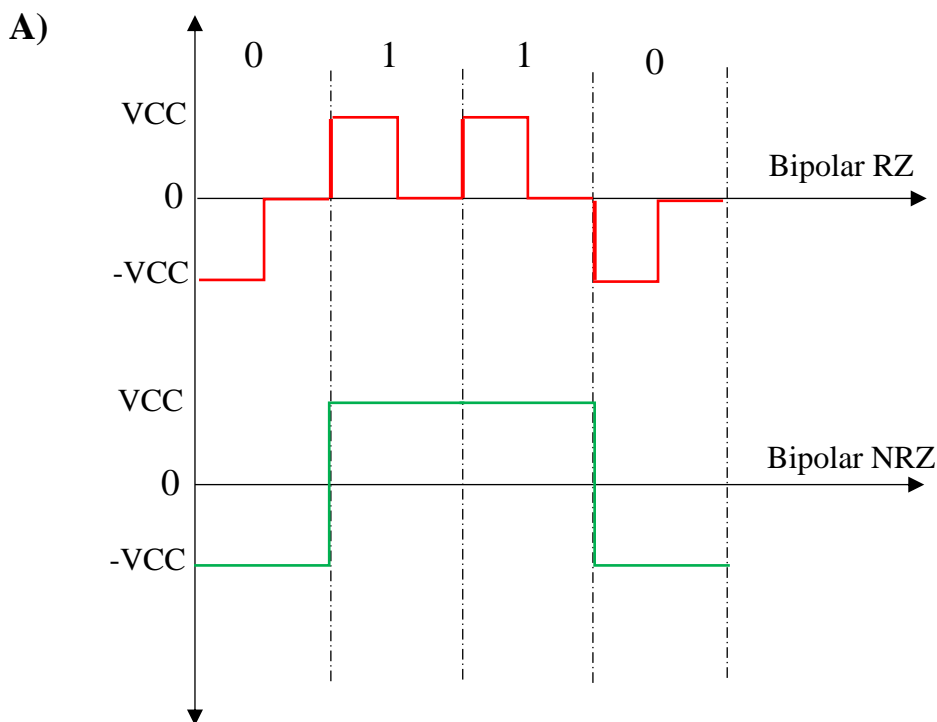 A)
0 1 1 0
VCC
Bipolar RZ
0
-VCC
VCC
Bipolar NRZ
0
-VCC